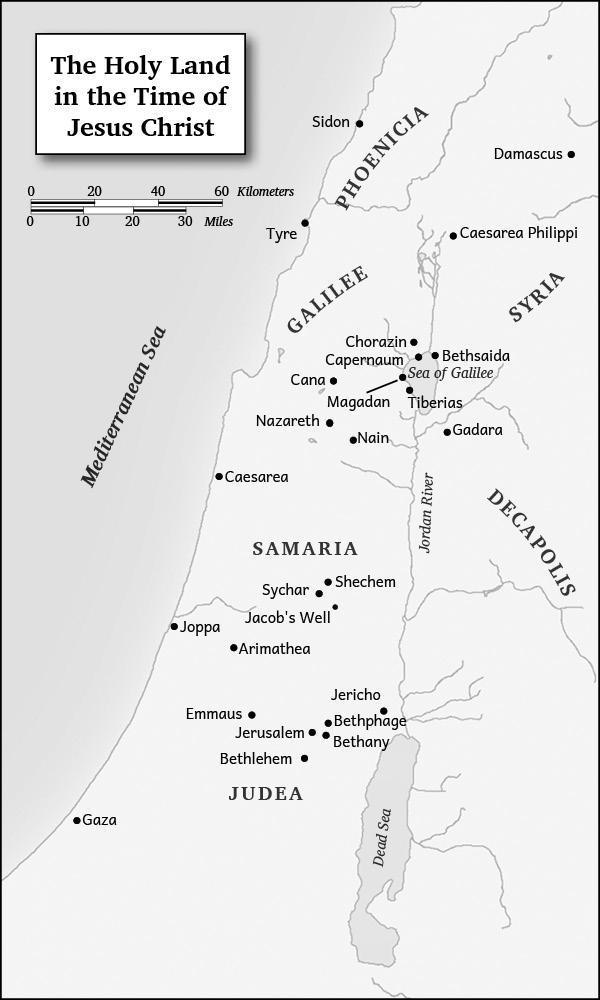 The Holy Land
in the Time of
Jesus Christ
0 20 40 60 Kilometers
0 10 20 30 Miles
Sidon
PHOENICIA
Damascus
Tyre
Caesarea Philippi
GALILEE
SYRIA
Mediterranean Sea
Chorazin
Capernaum
Bethsaida
Sea of Galilee
Cana
Magadan
Tiberias
Nazareth
Nain
Gadara
Caesarea
Jordan River
DECAPOLIS
SAMARIA
Shechem
Sychar
Jacob's Well
Joppa
Arimathea
Jericho
Emmaus
Bethphage
Jerusalem
Bethany
Bethlehem
JUDEA
Gaza
Dead Sea